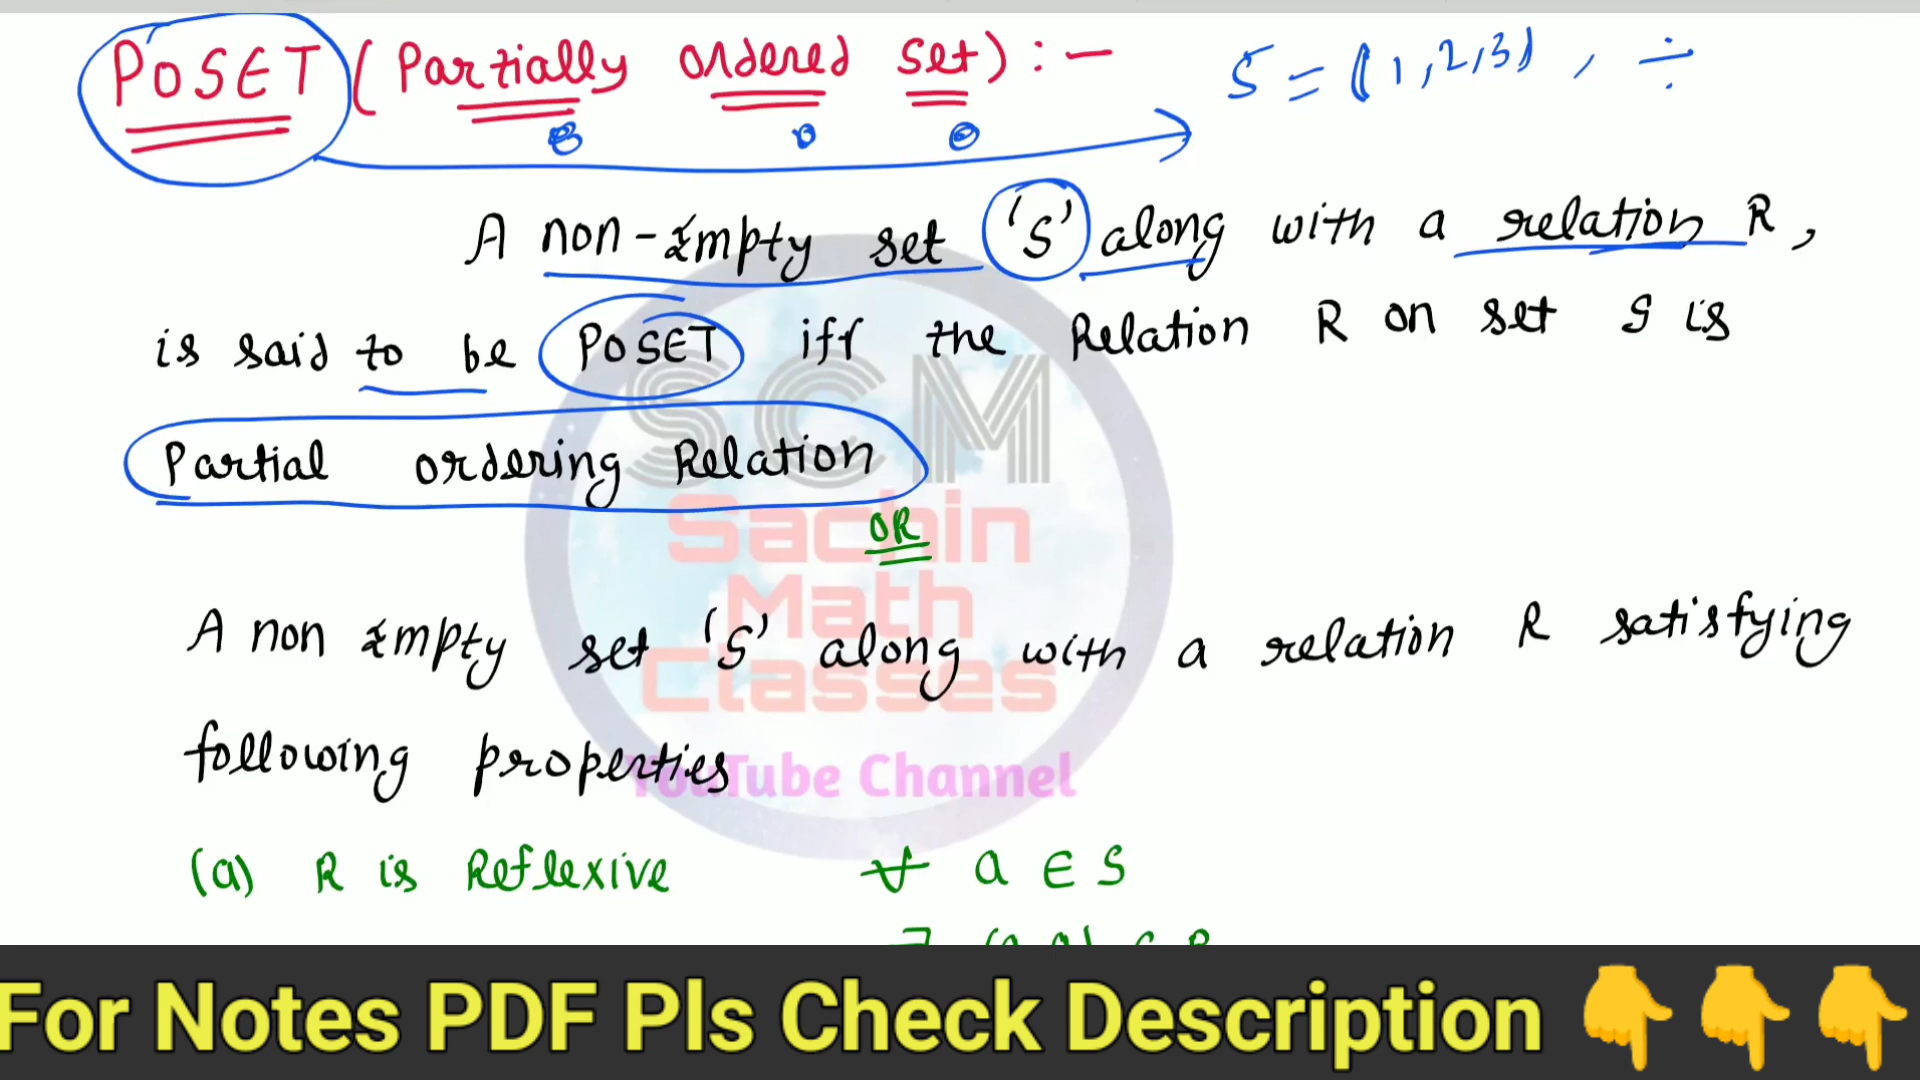 POSET (Partially ordered set) : -
S = (1,2,3) , ÷
A non-Empty set 'S' along with a relation R,
is said to be POSET iff the Relation R on set S is
Partial ordering Relation
OR
A non Empty set 'S' along with a relation R satisfying
following properties
(a) R is Reflexive ∀ a ∈ S
SCM
Sachin
Math
Classes
YouTube Channel
For Notes PDF Pls Check Description 👇👇👇